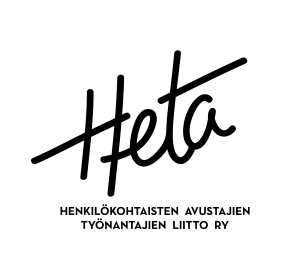 Heta
HENKILÖKOHTAISTEN AVUSTAJIEN
TYÖNANTAJIEN LIITTO RY